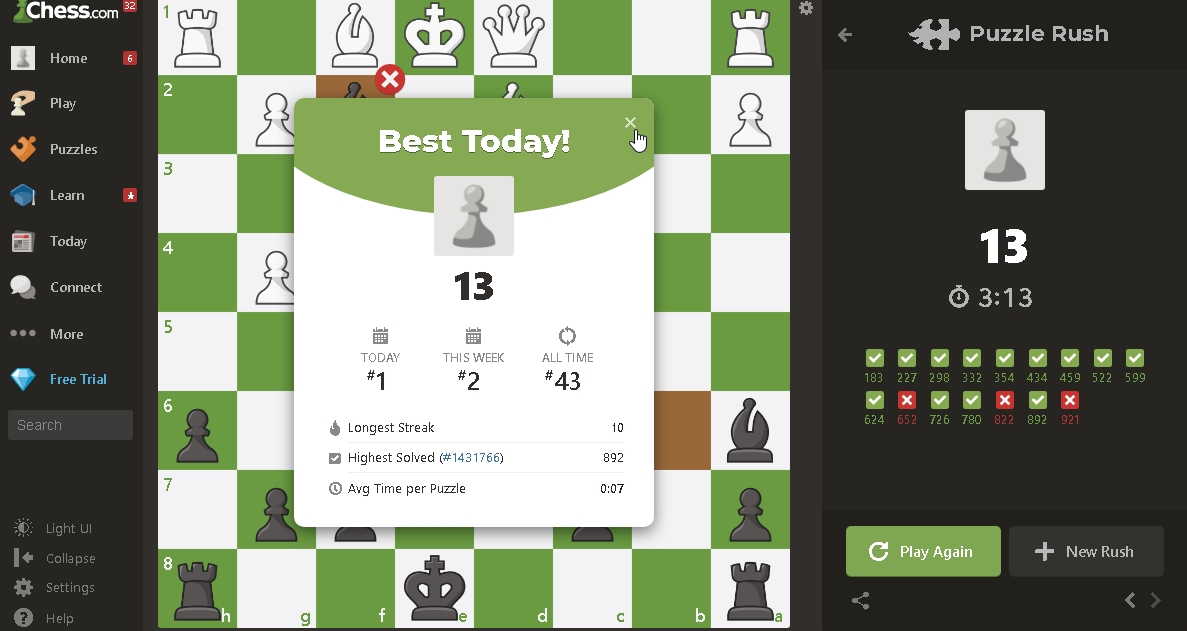 Chess.com 32
Home 6
Play
Puzzles
Learn
Today
Connect
More
Free Trial
Search
Light UI
Collapse
Settings
Help
1
2
3
4
5
6
7
8
h g f e d c b a
Best Today!
13
TODAY THIS WEEK ALL TIME
#1 #2 #43
Longest Streak 10
Highest Solved (#1431766) 892
Avg Time per Puzzle 0:07
Puzzle Rush
13
3:13
183 227 298 332 354 434 459 522 599
624 652 726 780 822 892 921
Play Again
New Rush